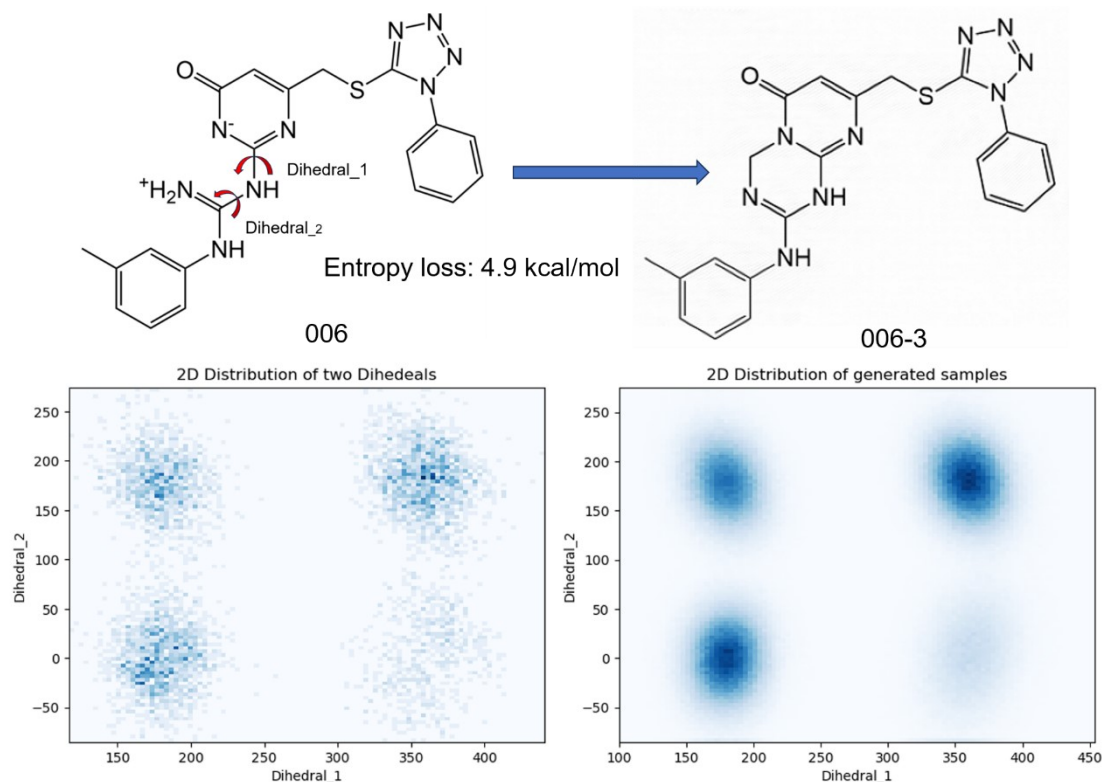 N
N
N
N
O
S
N⁻
N
⁺H₂N
NH
Dihedral_1
Dihedral_2
NH
Entropy loss: 4.9 kcal/mol
006
N
N
N
N
O
S
N
N
N
NH
NH
006-3
2D Distribution of two Dihedeals
250
200
150
100
50
0
−50
Dihedral_2
150
200
250
300
350
400
Dihedral_1
2D Distribution of generated samples
250
200
150
100
50
0
−50
Dihedral_2
100
150
200
250
300
350
400
450
Dihedral_1